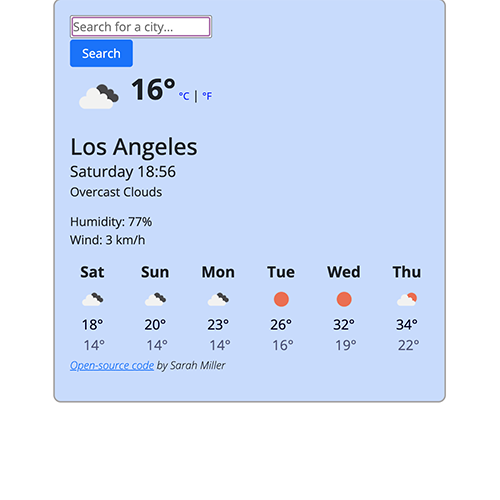 Search for a city...
Search
16° °C | °F
Los Angeles
Saturday 18:56
Overcast Clouds
Humidity: 77%
Wind: 3 km/h
Sat Sun Mon Tue Wed Thu
18° 20° 23° 26° 32° 34°
14° 14° 14° 16° 19° 22°
Open-source code by Sarah Miller